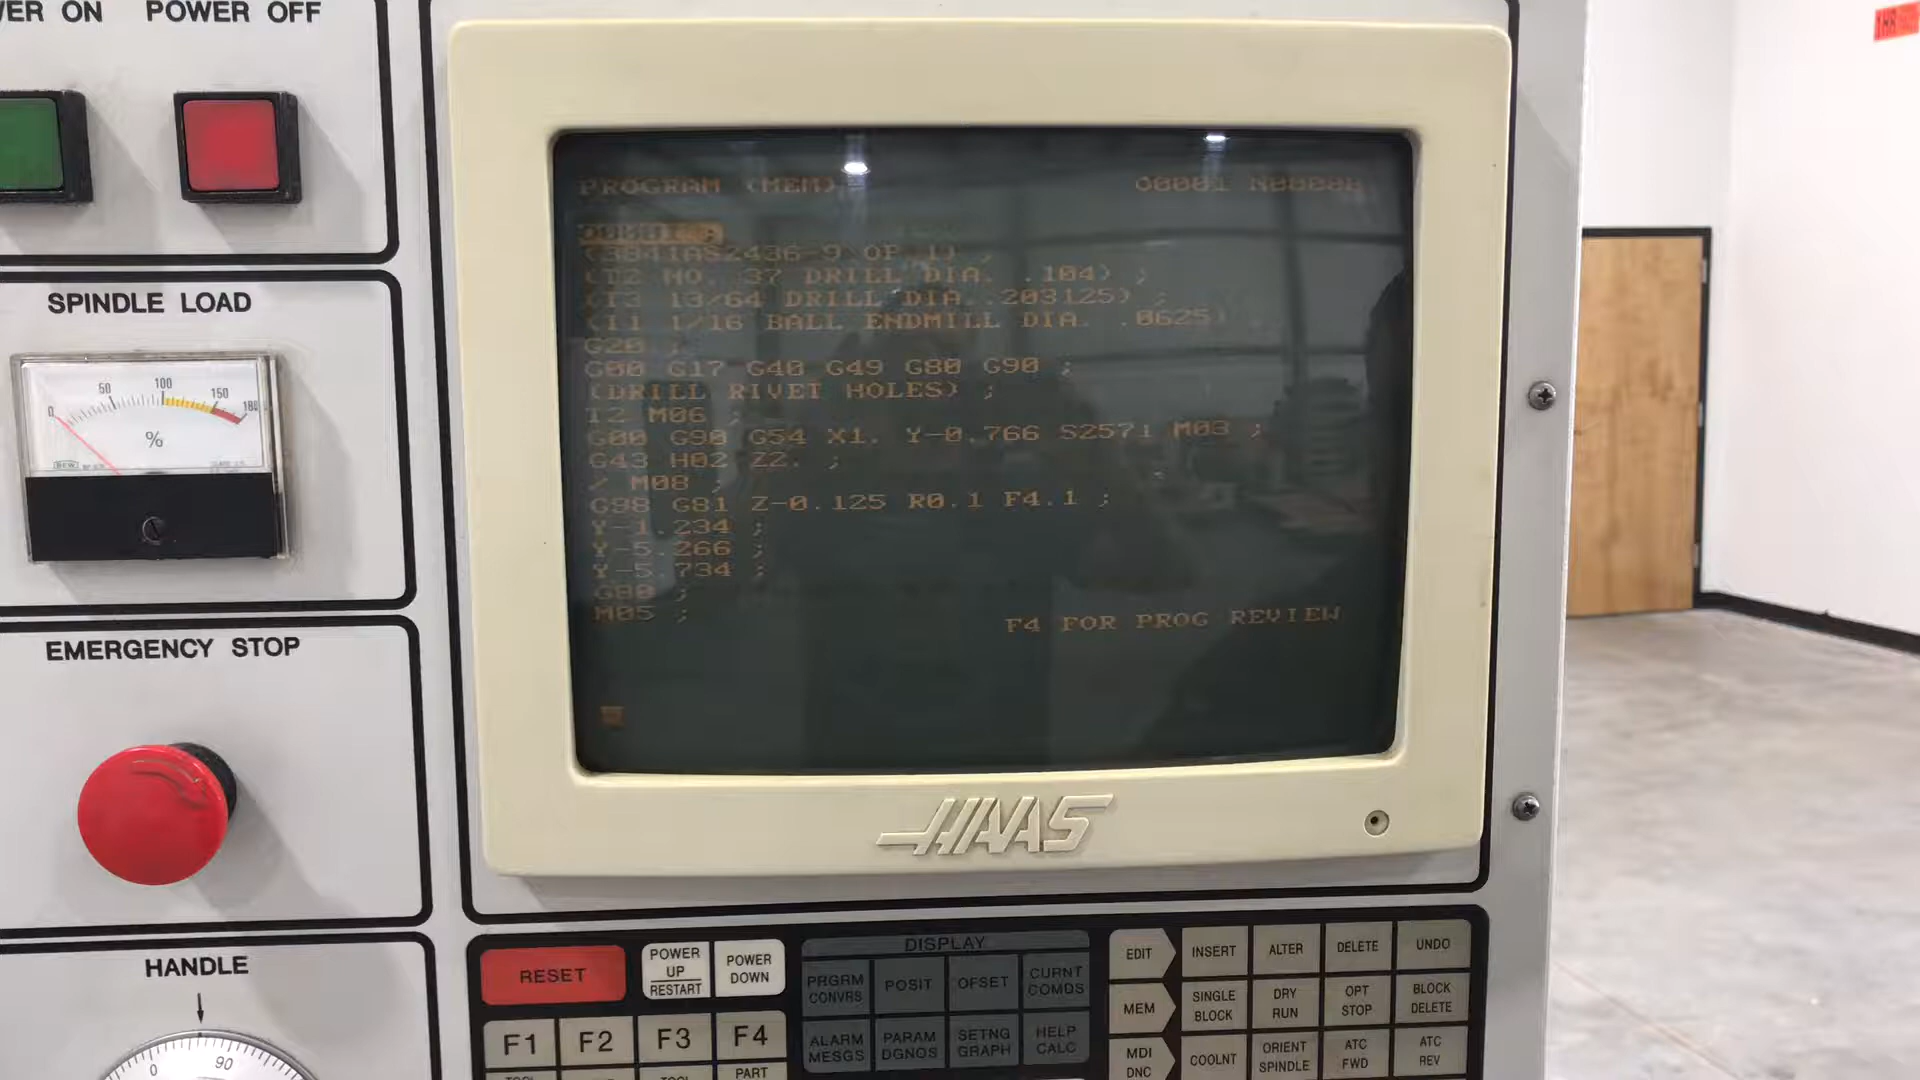 POWER OFF
SPINDLE LOAD
0 50 100 150 180
%
EMERGENCY STOP
HANDLE
0 90
PROGRAM (MEM)
O0001 N00000
O0001 ;
OP 1) ;
(T2 NO. 37 DRILL DIA. .104) ;
(T3 13/64 DRILL DIA. .203125) ;
(T1 1/16 BALL ENDMILL DIA. .0625)
G20 ;
G00 G17 G40 G49 G80 G90 ;
(DRILL RIVET HOLES) ;
T2 M06 ;
G00 G90 G54 X1. Y-0.766 S2571 M03 ;
G43 H02 Z2. ;
/ M08 ;
G98 G81 Z-0.125 R0.1 F4.1 ;
Y-1.234 ;
Y-5.266 ;
Y-5.734 ;
G80 ;
M05 ;
F4 FOR PROG REVIEW
HAAS
RESET
POWER UP RESTART
POWER DOWN
F1 F2 F3 F4
PART
DISPLAY
PRGRM CONVRS
POSIT
OFSET
CURNT COMDS
ALARM MESGS
PARAM DGNOS
SETNG GRAPH
HELP CALC
EDIT
INSERT
ALTER
DELETE
UNDO
MEM
SINGLE BLOCK
DRY RUN
OPT STOP
BLOCK DELETE
MDI DNC
COOLNT
ORIENT SPINDLE
ATC FWD
ATC REV